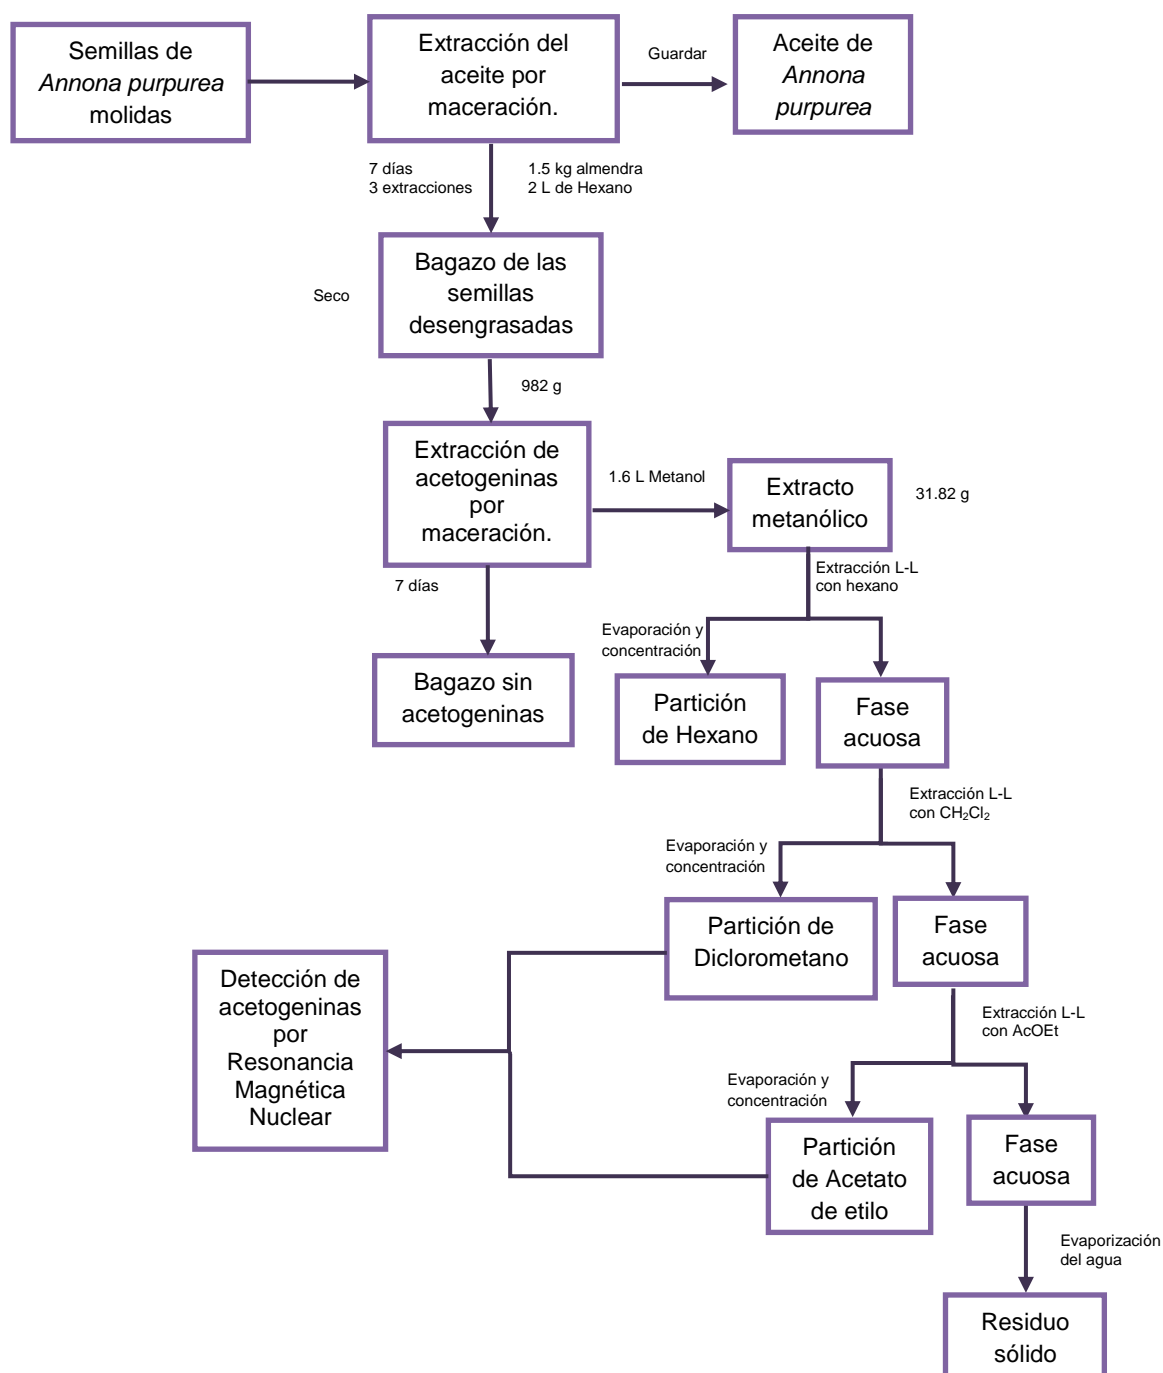 Semillas de
Annona purpurea
molidas
Extracción del
aceite por
maceración.
Guardar
Aceite de
Annona
purpurea
7 días
3 extracciones
1.5 kg almendra
2 L de Hexano
Bagazo de las
semillas
desengrasadas
Seco
982 g
Extracción de
acetogeninas
por
maceración.
1.6 L Metanol
Extracto
metanólico
31.82 g
7 días
Extracción L-L
con hexano
Bagazo sin
acetogeninas
Evaporación y
concentración
Partición
de Hexano
Fase
acuosa
Extracción L-L
con CH₂Cl₂
Evaporación y
concentración
Partición de
Diclorometano
Fase
acuosa
Detección de
acetogeninas
por
Resonancia
Magnética
Nuclear
Extracción L-L
con AcOEt
Evaporación y
concentración
Partición
de Acetato
de etilo
Fase
acuosa
Evaporización
del agua
Residuo
sólido